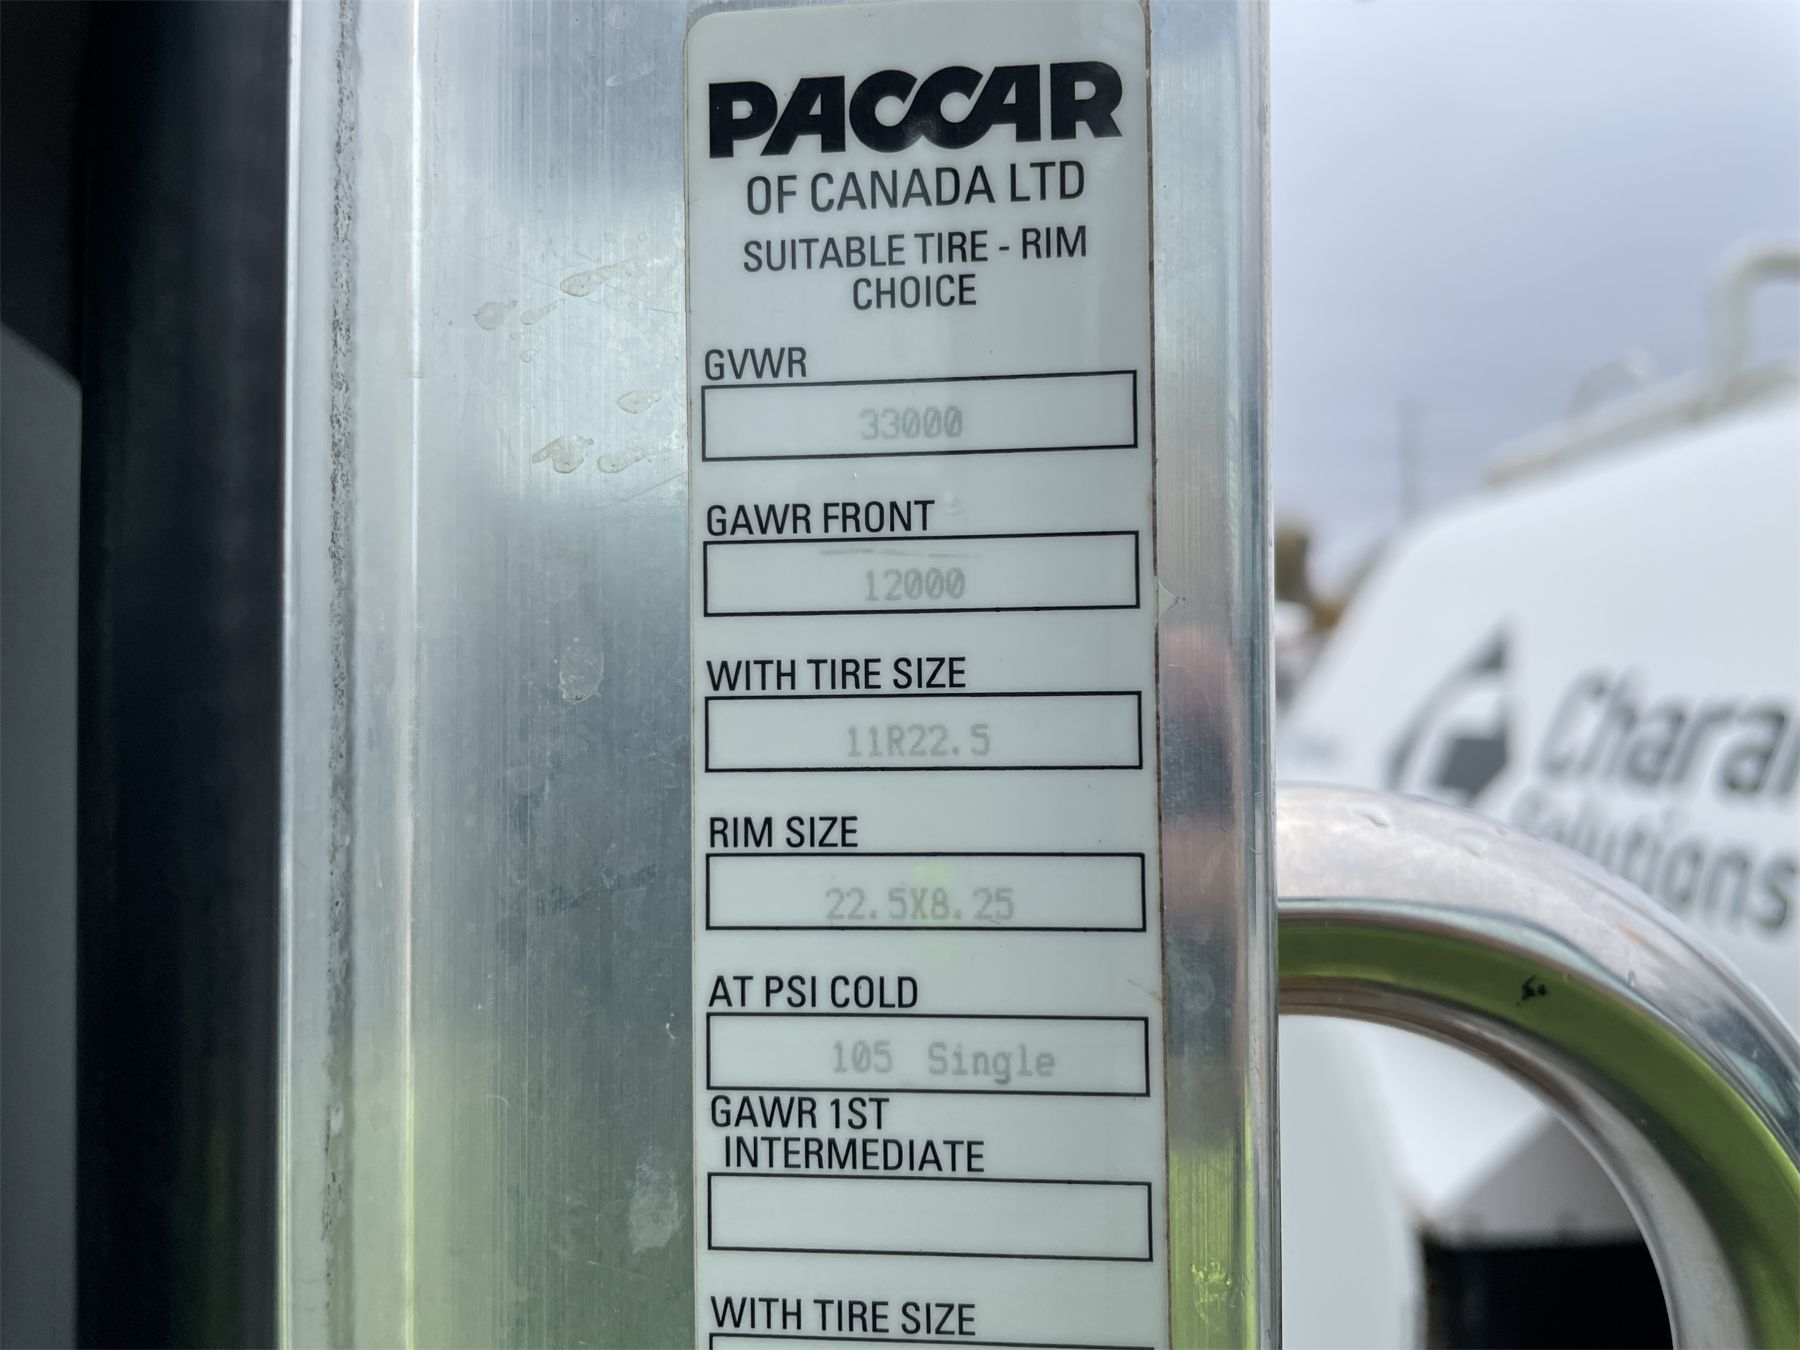 PACCAR
OF CANADA LTD
SUITABLE TIRE - RIM
CHOICE
GVWR
33000
GAWR FRONT
12000
WITH TIRE SIZE
11R22.5
RIM SIZE
22.5X8.25
AT PSI COLD
105 Single
GAWR 1ST
INTERMEDIATE
WITH TIRE SIZE
Solutions